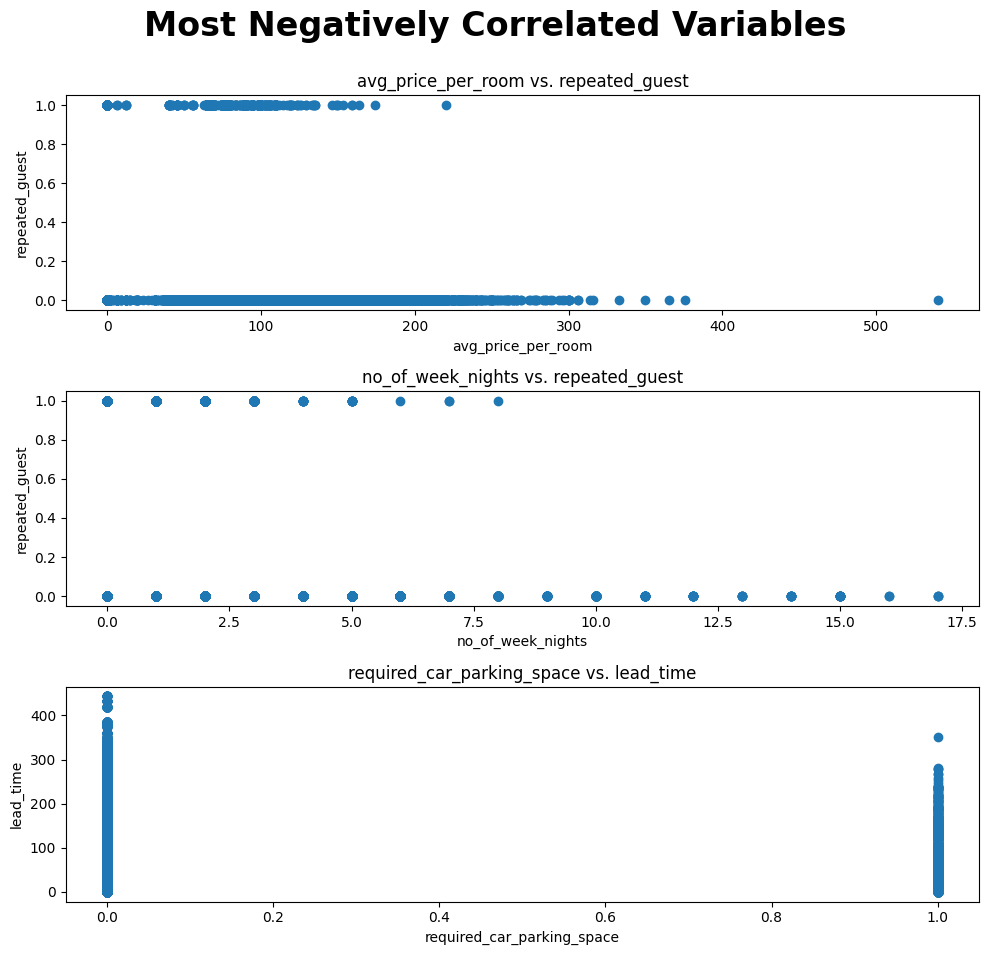 Most Negatively Correlated Variables
avg_price_per_room vs. repeated_guest
1.0
0.8
0.6
0.4
0.2
0.0
repeated_guest
0 100 200 300 400 500
avg_price_per_room
no_of_week_nights vs. repeated_guest
1.0
0.8
0.6
0.4
0.2
0.0
repeated_guest
0.0 2.5 5.0 7.5 10.0 12.5 15.0 17.5
no_of_week_nights
required_car_parking_space vs. lead_time
400
300
200
100
0
lead_time
0.0 0.2 0.4 0.6 0.8 1.0
required_car_parking_space